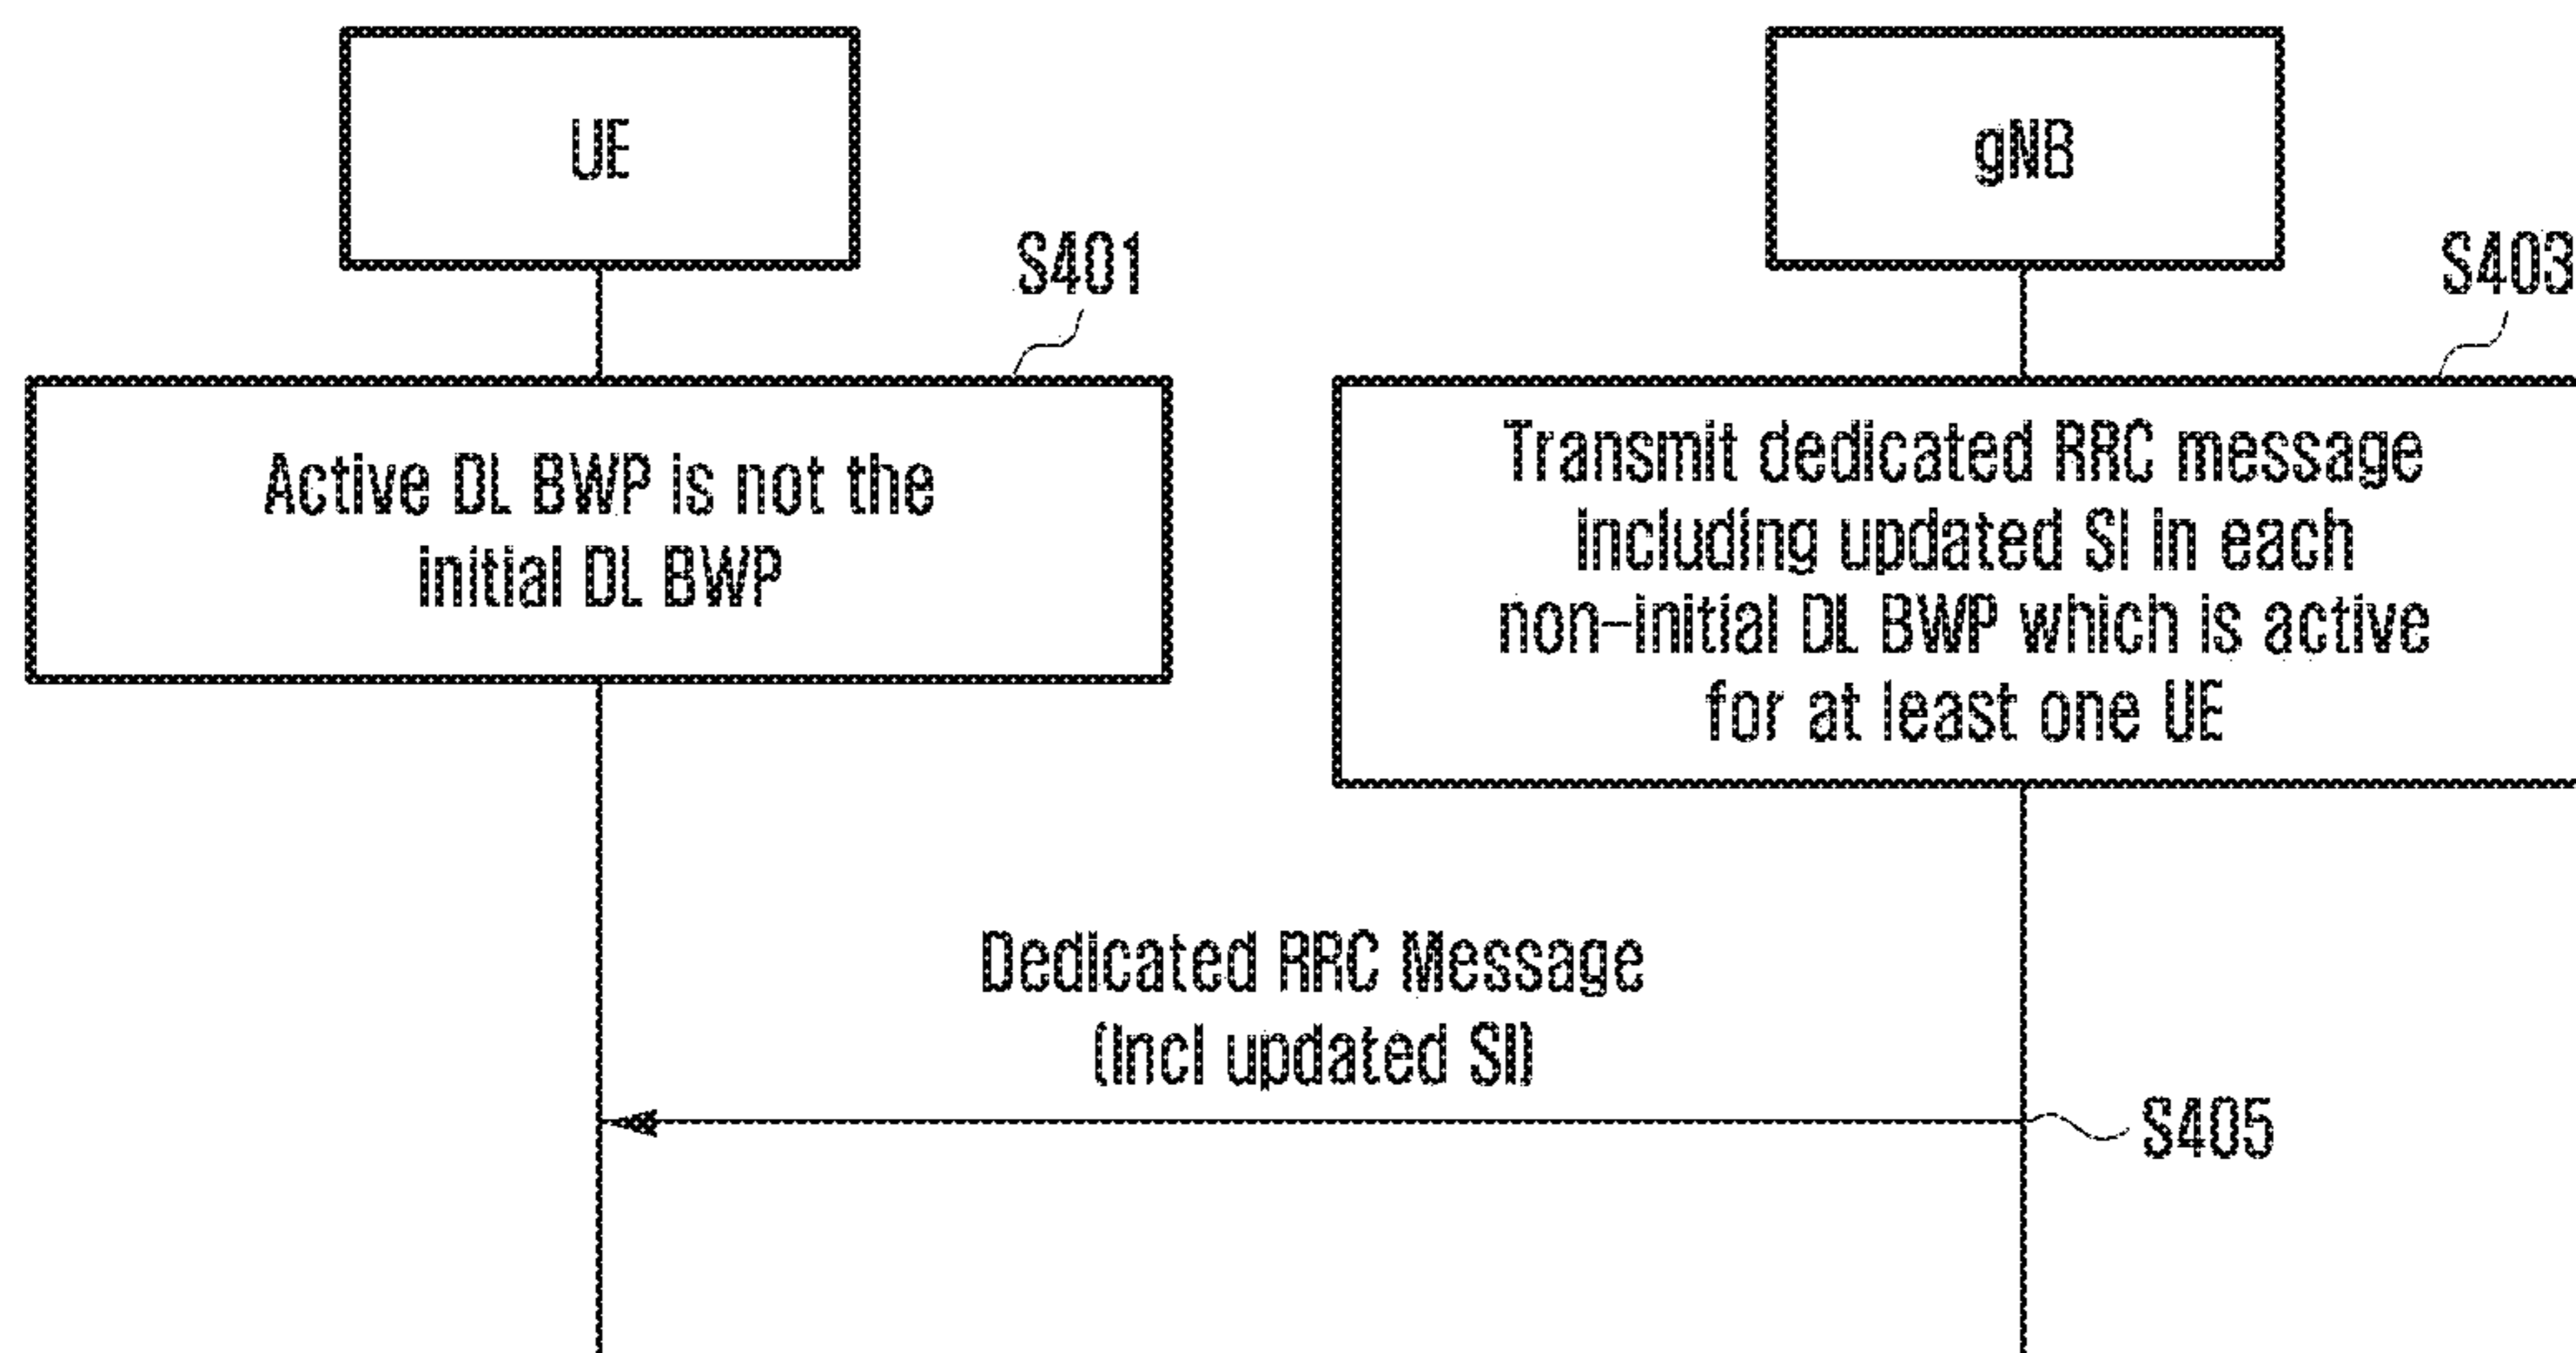 UE
gNB
S401
S403
Active DL BWP is not the
initial DL BWP
Transmit dedicated RRC message
including updated SI in each
non-initial DL BWP which is active
for at least one UE
Dedicated RRC Message
(Incl updated SI)
S405